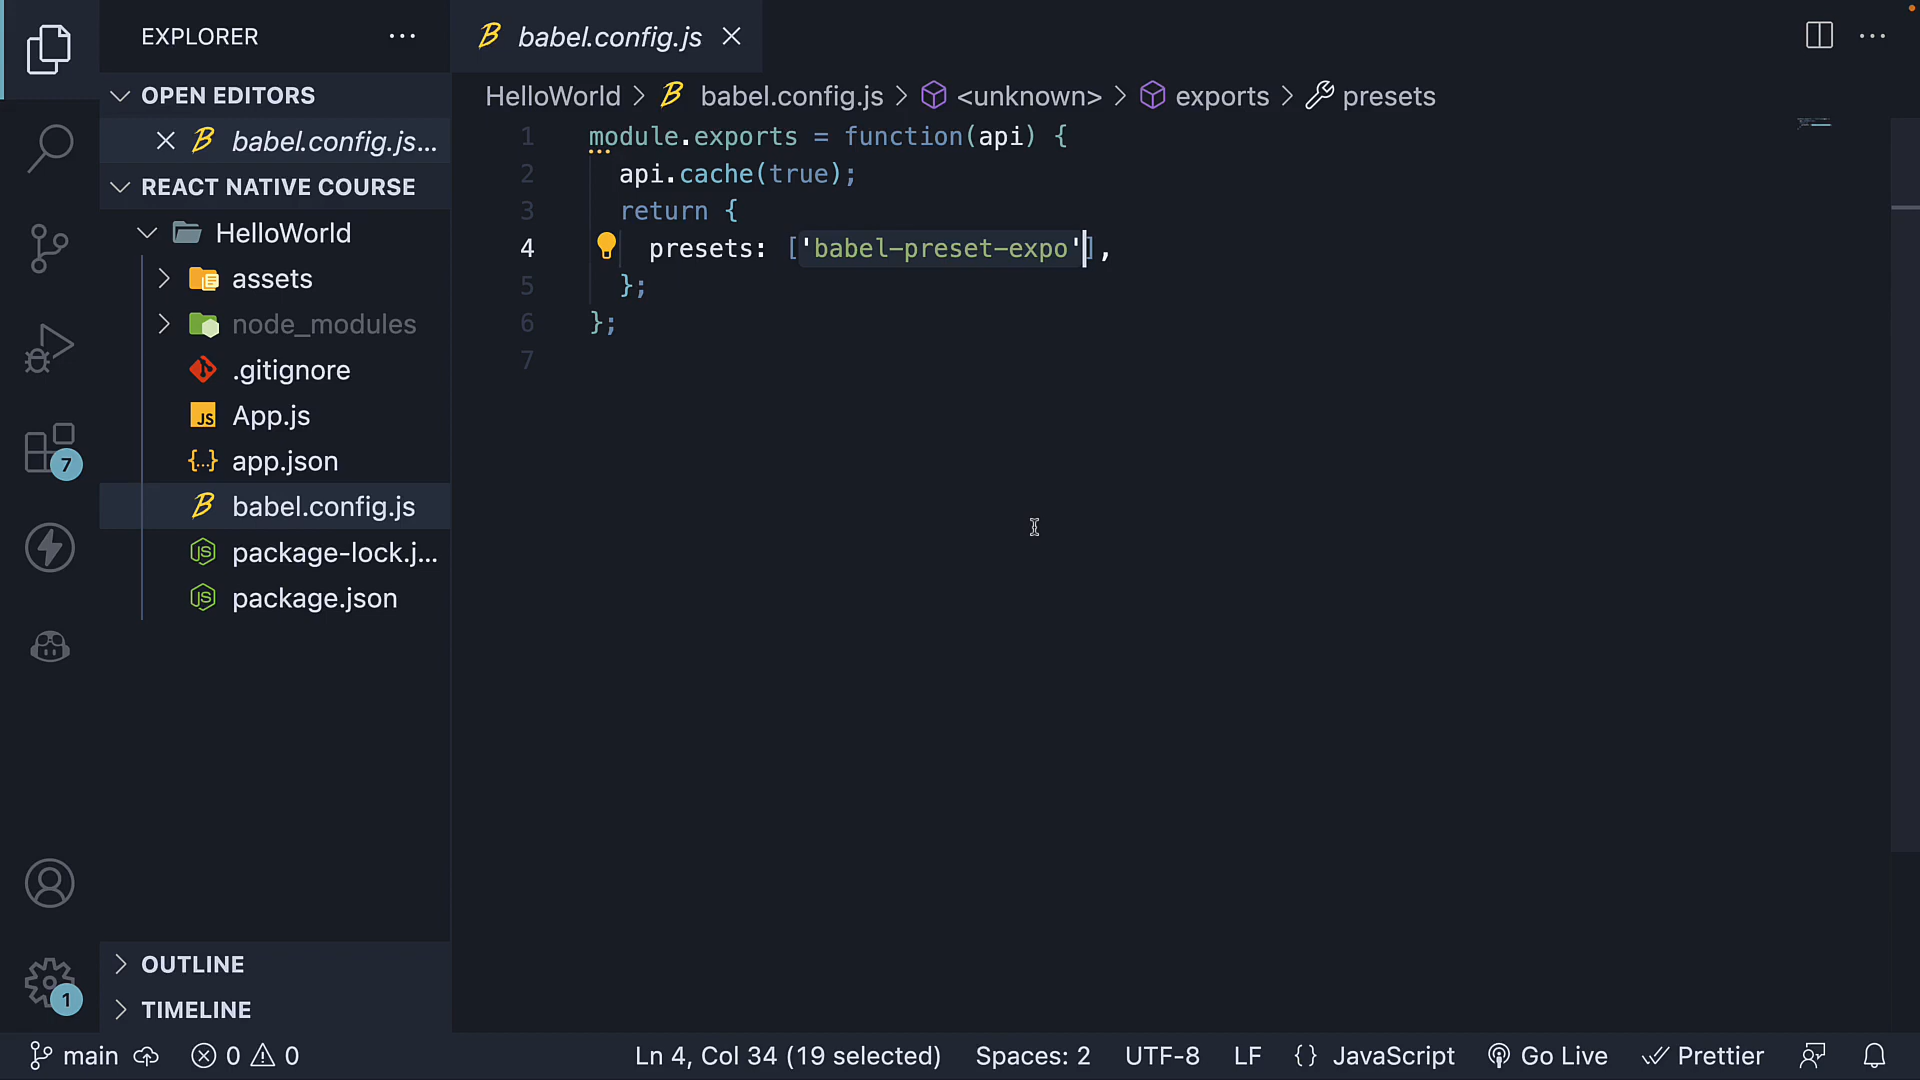 EXPLORER
babel.config.js
OPEN EDITORS
babel.config.js...
REACT NATIVE COURSE
HelloWorld
assets
node_modules
.gitignore
App.js
app.json
babel.config.js
package-lock.j...
package.json
OUTLINE
TIMELINE
7
1
HelloWorld > babel.config.js > <unknown> > exports > presets
1 module.exports = function(api) {
2 api.cache(true);
3 return {
4 presets: ['babel-preset-expo'],
5 };
6 };
7
main 0 0 Ln 4, Col 34 (19 selected) Spaces: 2 UTF-8 LF {} JavaScript Go Live Prettier